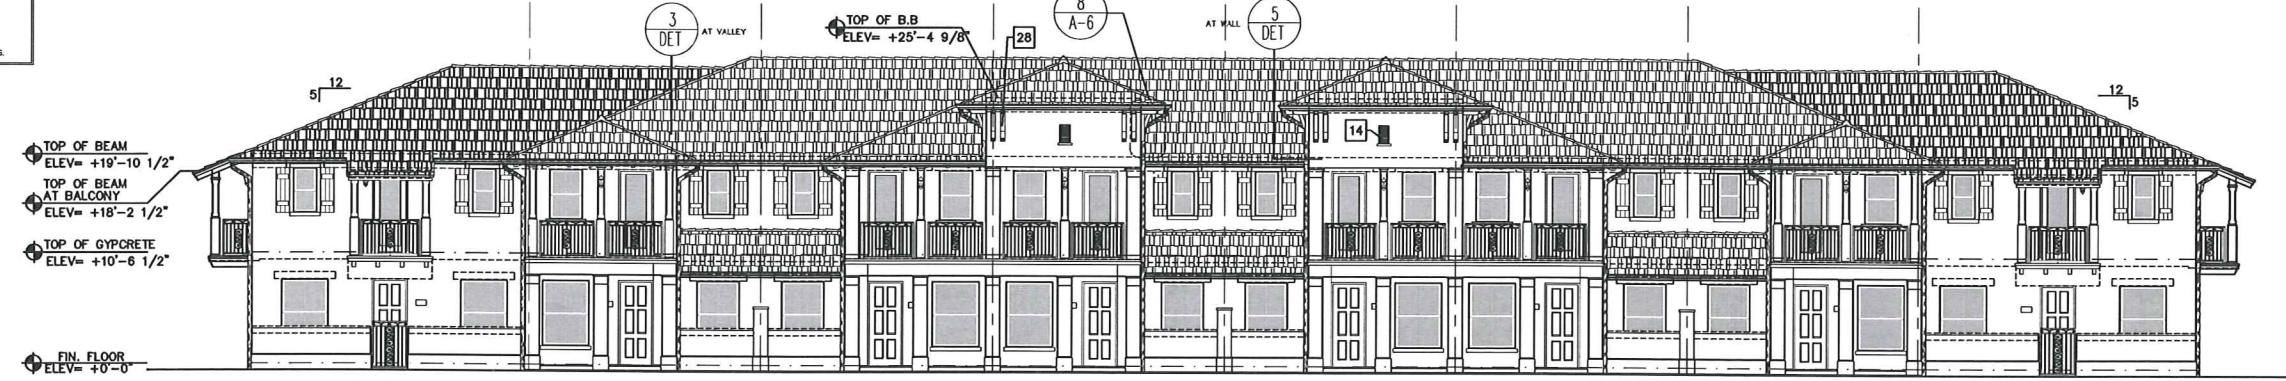 3
DET
AT VALLEY
TOP OF B.B
ELEV= +25'-4 9/8"
28
8
A-6
AT WALL
5
DET
12
5
12
5
14
TOP OF BEAM
ELEV= +19'-10 1/2"
TOP OF BEAM
AT BALCONY
ELEV= +18'-2 1/2"
TOP OF GYPCRETE
ELEV= +10'-6 1/2"
FIN. FLOOR
ELEV= +0'-0"